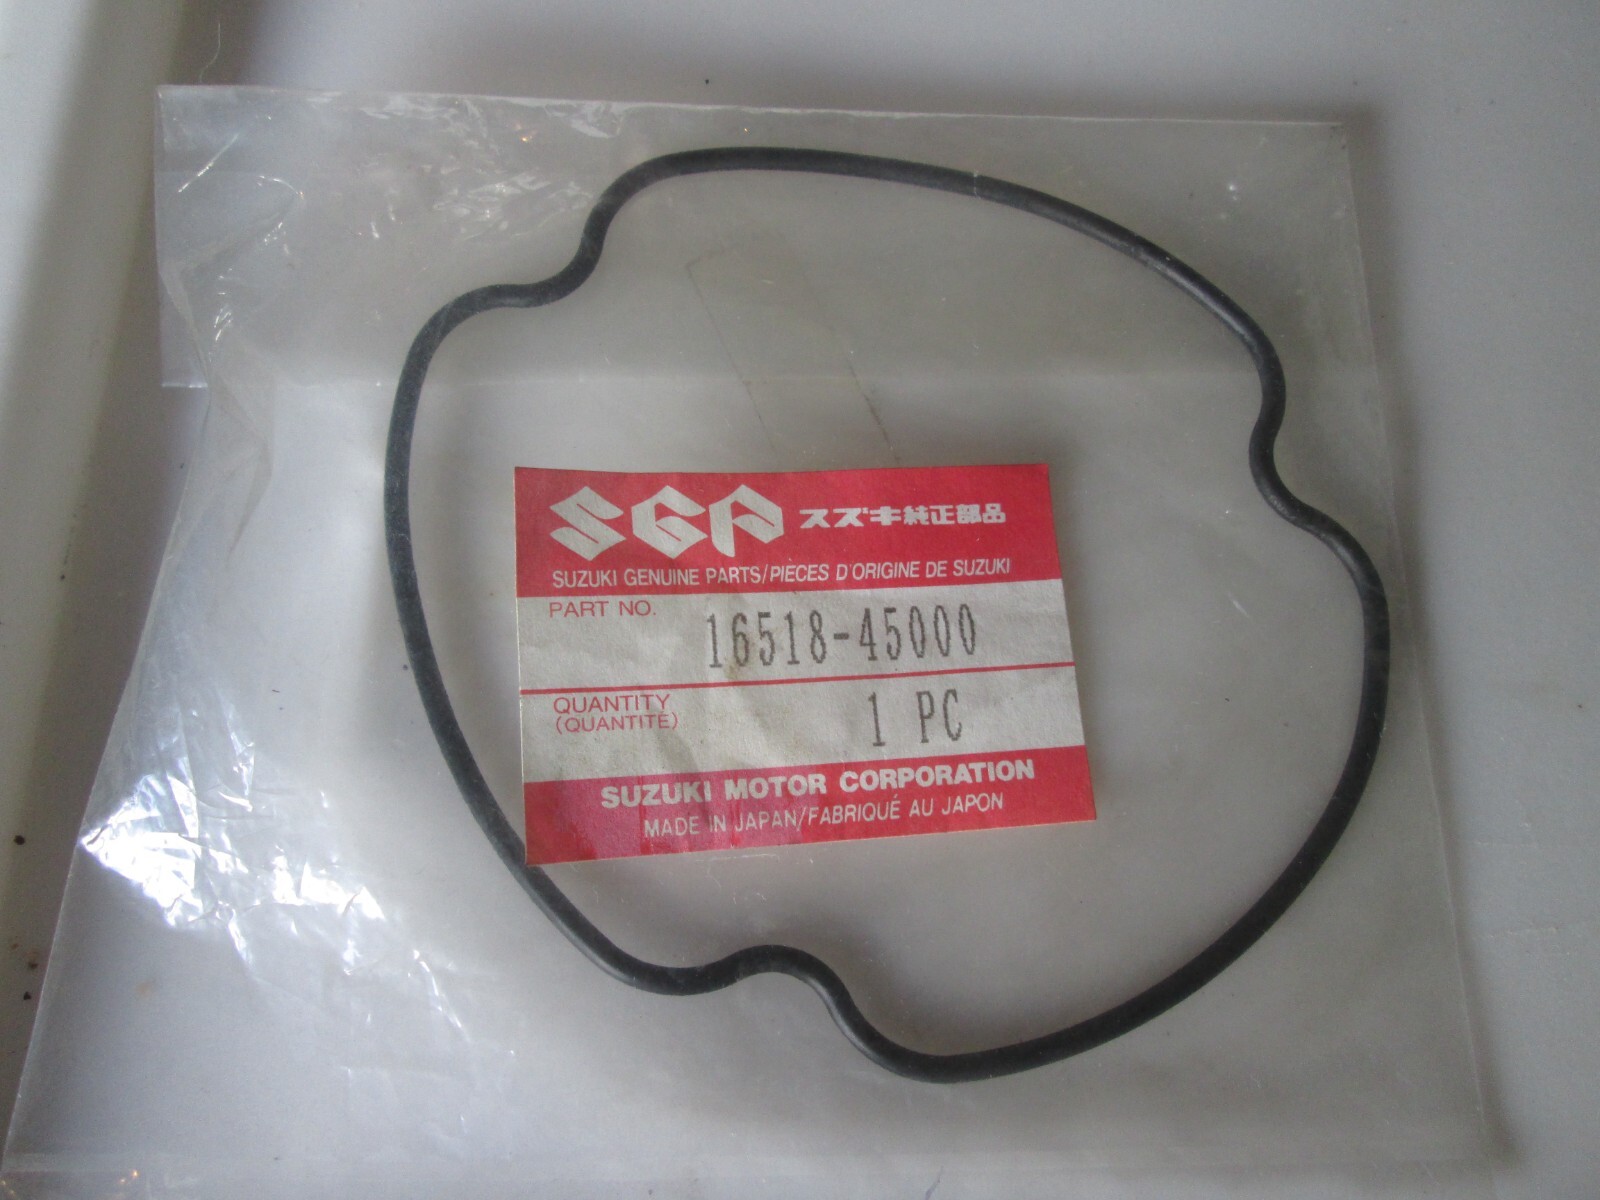 SGP スズキ純正部品
SUZUKI GENUINE PARTS/PIÈCES D'ORIGINE DE SUZUKI
PART NO. 16518-45000
QUANTITY
(QUANTITÉ) 1 PC
SUZUKI MOTOR CORPORATION
MADE IN JAPAN/FABRIQUÉ AU JAPON